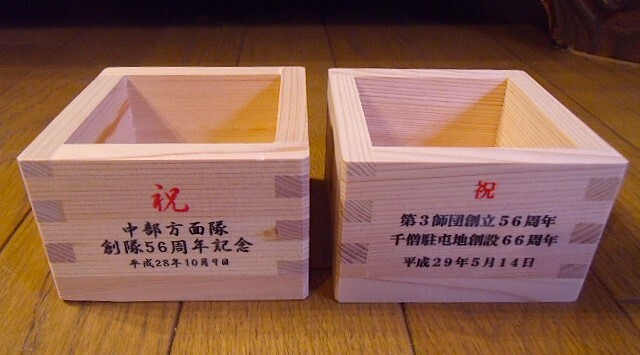 祝
中部方面隊
創隊56周年記念
平成28年10月9日
祝
第3師団創立56周年
千僧駐屯地創設66周年
平成29年5月14日